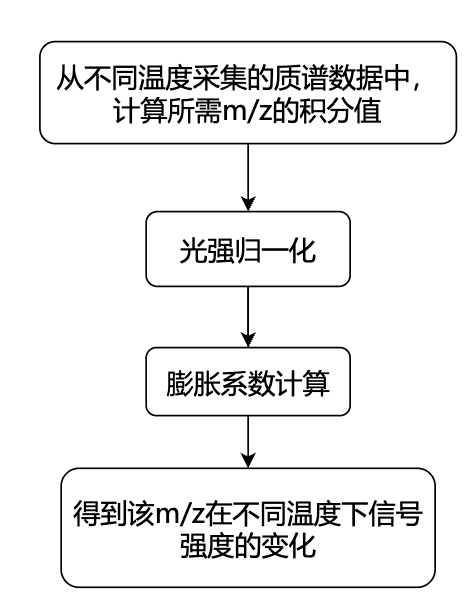 从不同温度采集的质谱数据中，
计算所需m/z的积分值
光强归一化
膨胀系数计算
得到该m/z在不同温度下信号
强度的变化